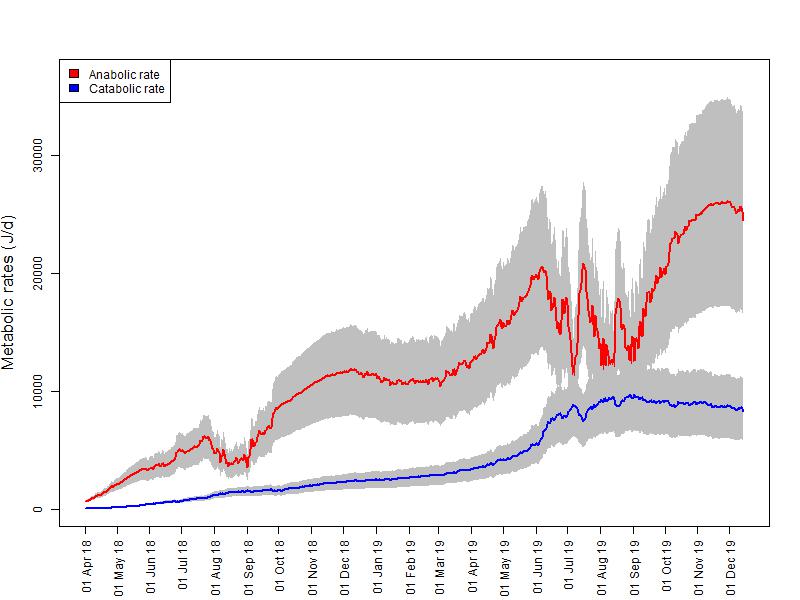 Anabolic rate
Catabolic rate
Metabolic rates (J/d)
30000
20000
10000
0
01 Apr 18
01 May 18
01 Jun 18
01 Jul 18
01 Aug 18
01 Sep 18
01 Oct 18
01 Nov 18
01 Dec 18
01 Jan 19
01 Feb 19
01 Mar 19
01 Apr 19
01 May 19
01 Jun 19
01 Jul 19
01 Aug 19
01 Sep 19
01 Oct 19
01 Nov 19
01 Dec 19